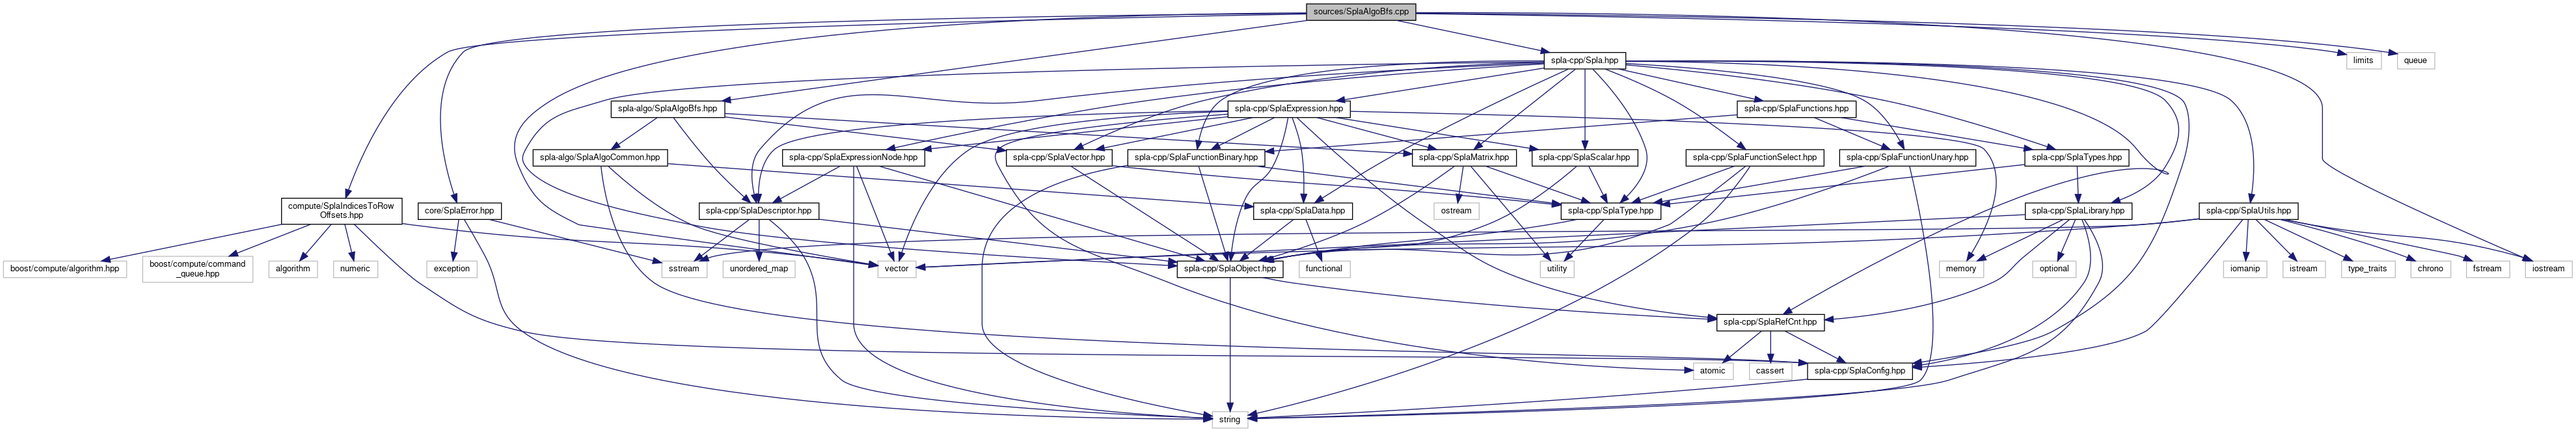 sources/SplaAlgoBfs.cpp
spla-cpp/Spla.hpp
limits
queue
spla-algo/SplaAlgoBfs.hpp
spla-cpp/SplaExpression.hpp
spla-cpp/SplaFunctions.hpp
spla-algo/SplaAlgoCommon.hpp
spla-cpp/SplaExpressionNode.hpp
spla-cpp/SplaVector.hpp
spla-cpp/SplaFunctionBinary.hpp
spla-cpp/SplaMatrix.hpp
spla-cpp/SplaScalar.hpp
spla-cpp/SplaFunctionSelect.hpp
spla-cpp/SplaFunctionUnary.hpp
spla-cpp/SplaTypes.hpp
compute/SplaIndicesToRow
Offsets.hpp
core/SplaError.hpp
spla-cpp/SplaDescriptor.hpp
spla-cpp/SplaData.hpp
ostream
spla-cpp/SplaType.hpp
spla-cpp/SplaLibrary.hpp
spla-cpp/SplaUtils.hpp
boost/compute/algorithm.hpp
boost/compute/command
_queue.hpp
algorithm
numeric
exception
sstream
unordered_map
vector
spla-cpp/SplaObject.hpp
functional
utility
memory
optional
iomanip
istream
type_traits
chrono
fstream
iostream
spla-cpp/SplaRefCnt.hpp
atomic
cassert
spla-cpp/SplaConfig.hpp
string